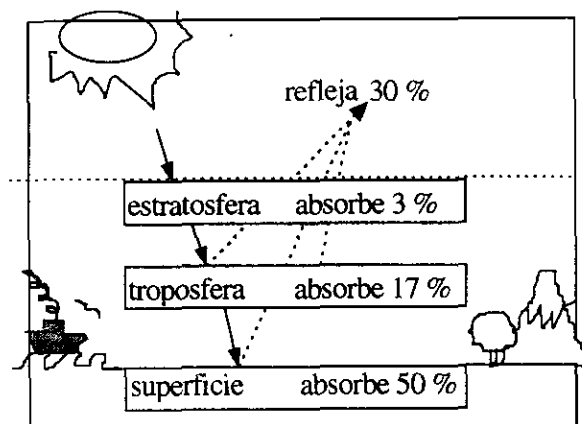 refleja 30 %
estratosfera absorbe 3 %
troposfera absorbe 17 %
superficie absorbe 50 %